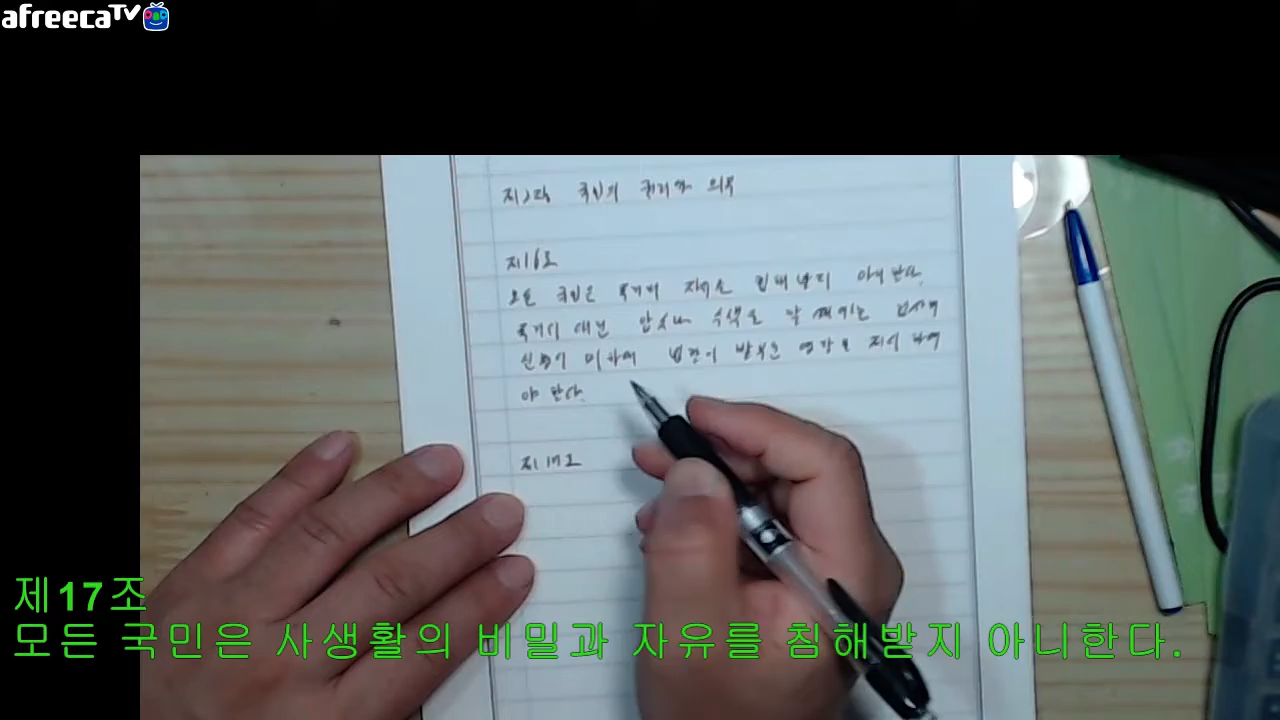 afreecaTV
제2장 국민의 권리와 의무
제16조
모든 국민은 주거의 자유를 침해받지 아니한다.
주거에 대한 압수나 수색을 할 때에는 검사의
신청에 의하여 법관이 발부한 영장을 제시하여
야 한다.
제17조
제17조
모든 국민은 사생활의 비밀과 자유를 침해받지 아니한다.